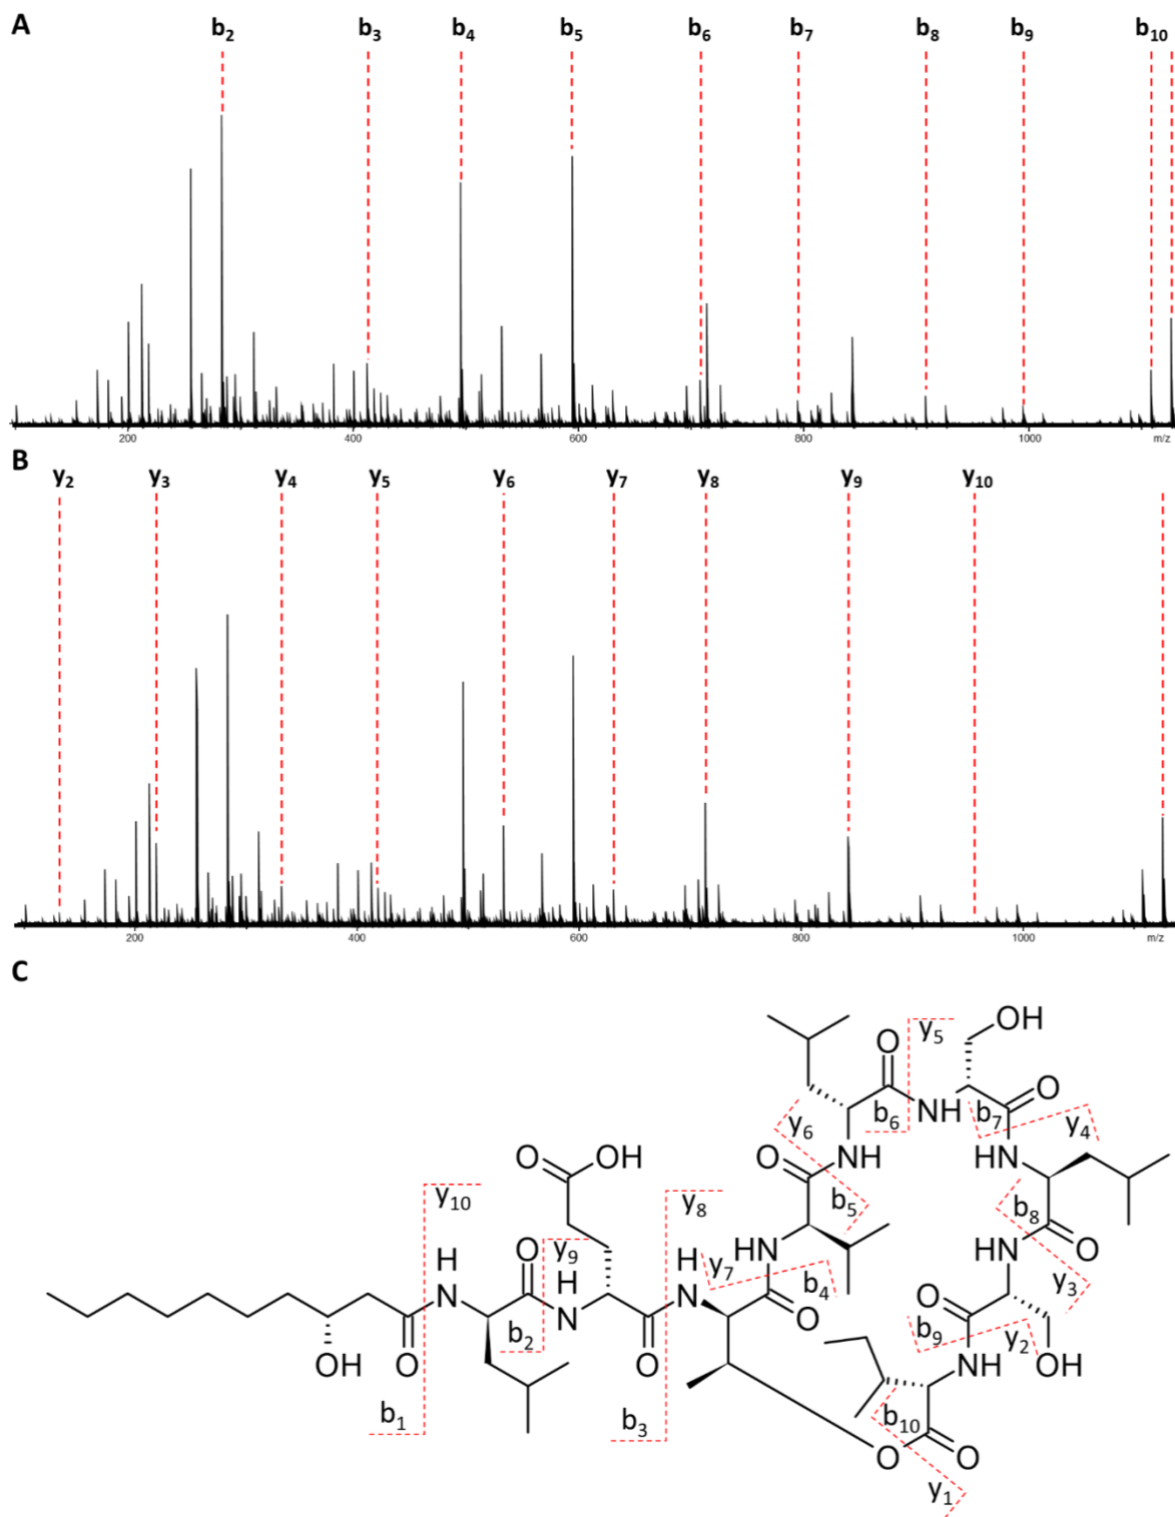 A
b₂ b₃ b₄ b₅ b₆ b₇ b₈ b₉ b₁₀
200 400 600 800 1000 m/z
B
y₂ y₃ y₄ y₅ y₆ y₇ y₈ y₉ y₁₀
200 400 600 800 1000 m/z
C
OH
y₅
O
O
b₆ NH b₇
y₆ y₄
O OH O NH HN
y₁₀ y₈ b₅ b₈
O
H O y₉ H y₇ HN HN
H b₄ O y₃
N N N O b₉
b₂ O y₂
OH O O NH OH
b₁ b₃ b₁₀
O O
y₁